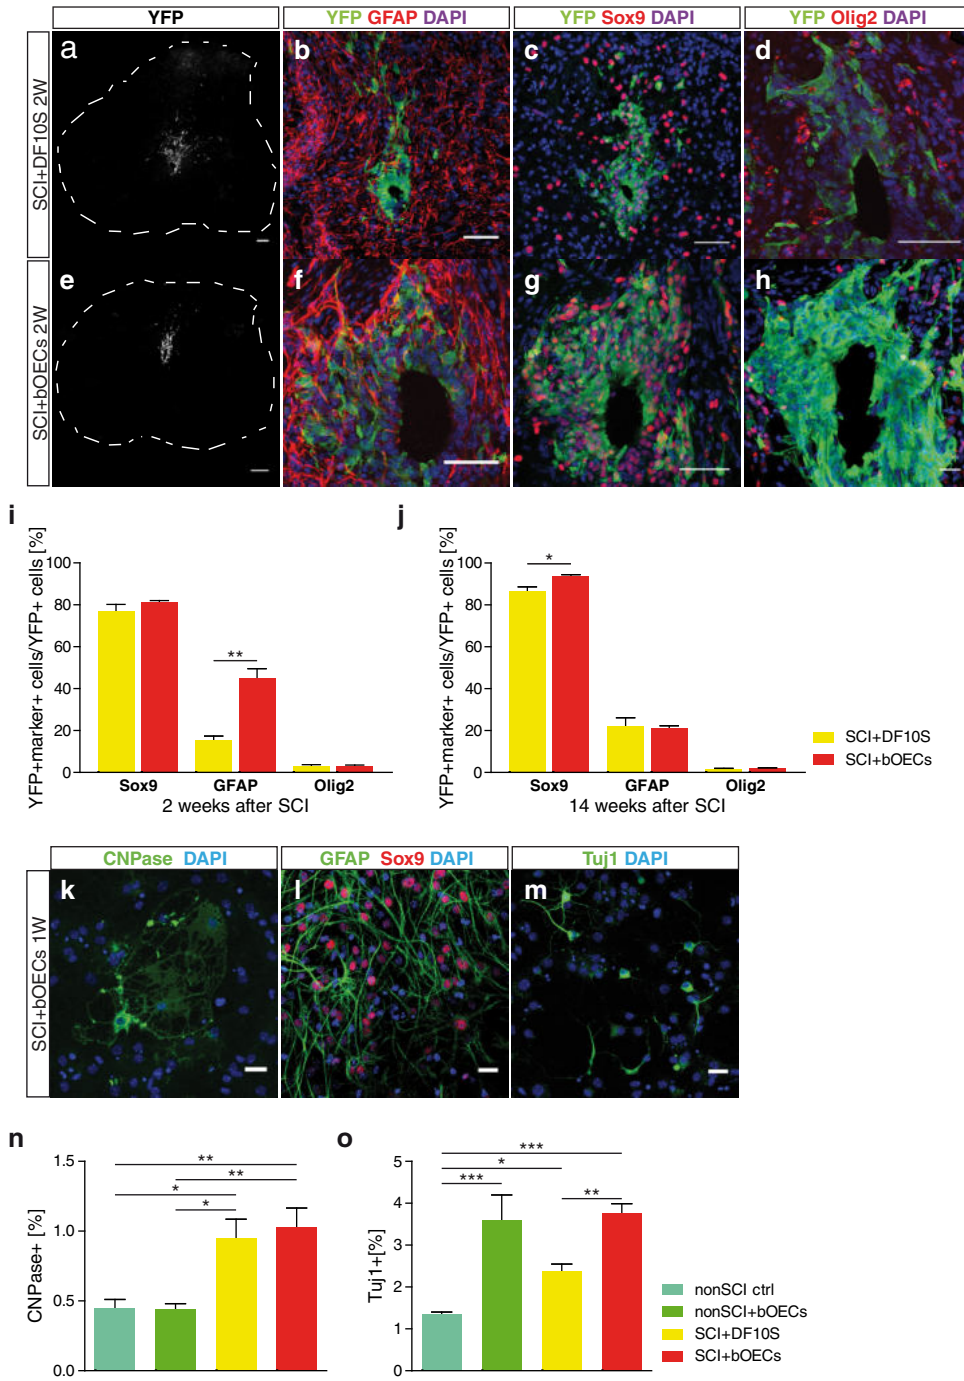 YFP
YFP GFAP DAPI
YFP Sox9 DAPI
YFP Olig2 DAPI
SCI+DF10S 2W
a
b
c
d
SCI+bOECs 2W
e
f
g
h
i
YFP+marker+ cells/YFP+ cells [%]
100
80
60
40
20
0
**
Sox9
GFAP
Olig2
2 weeks after SCI
j
YFP+marker+ cells/YFP+ cells [%]
100
80
60
40
20
0
*
Sox9
GFAP
Olig2
14 weeks after SCI
SCI+DF10S
SCI+bOECs
CNPase DAPI
GFAP Sox9 DAPI
Tuj1 DAPI
SCI+bOECs 1W
k
l
m
n
CNPase+ [%]
1.5
1.0
0.5
0.0
**
**
*
*
o
Tuj1+[%]
5
4
3
2
1
0
***
*
***
**
nonSCI ctrl
nonSCI+bOECs
SCI+DF10S
SCI+bOECs